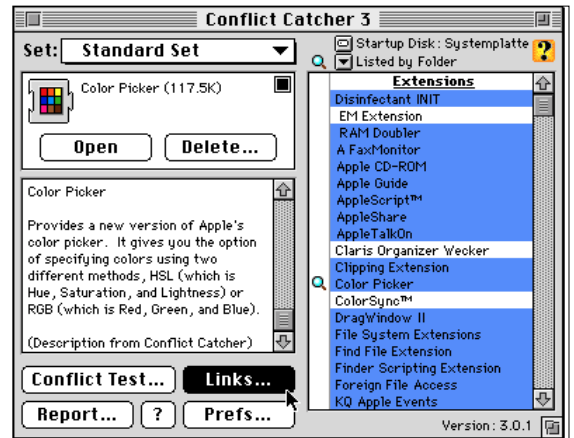 Conflict Catcher 3
Set: Standard Set
Startup Disk: Systemplatte
Listed by Folder
?
Color Picker (117.5K)
Open
Delete...
Color Picker
Provides a new version of Apple's
color picker. It gives you the option
of specifying colors using two
different methods, HSL (which is
Hue, Saturation, and Lightness) or
RGB (which is Red, Green, and Blue).
(Description from Conflict Catcher)
Conflict Test...
Links...
Report...
?
Prefs...
Extensions
Disinfectant INIT
EM Extension
RAM Doubler
A FaxMonitor
Apple CD-ROM
Apple Guide
AppleScript™
AppleShare
AppleTalkOn
Claris Organizer Wecker
Clipping Extension
Color Picker
ColorSync™
DragWindow II
File System Extensions
Find File Extension
Finder Scripting Extension
Foreign File Access
KQ Apple Events
Version: 3.0.1